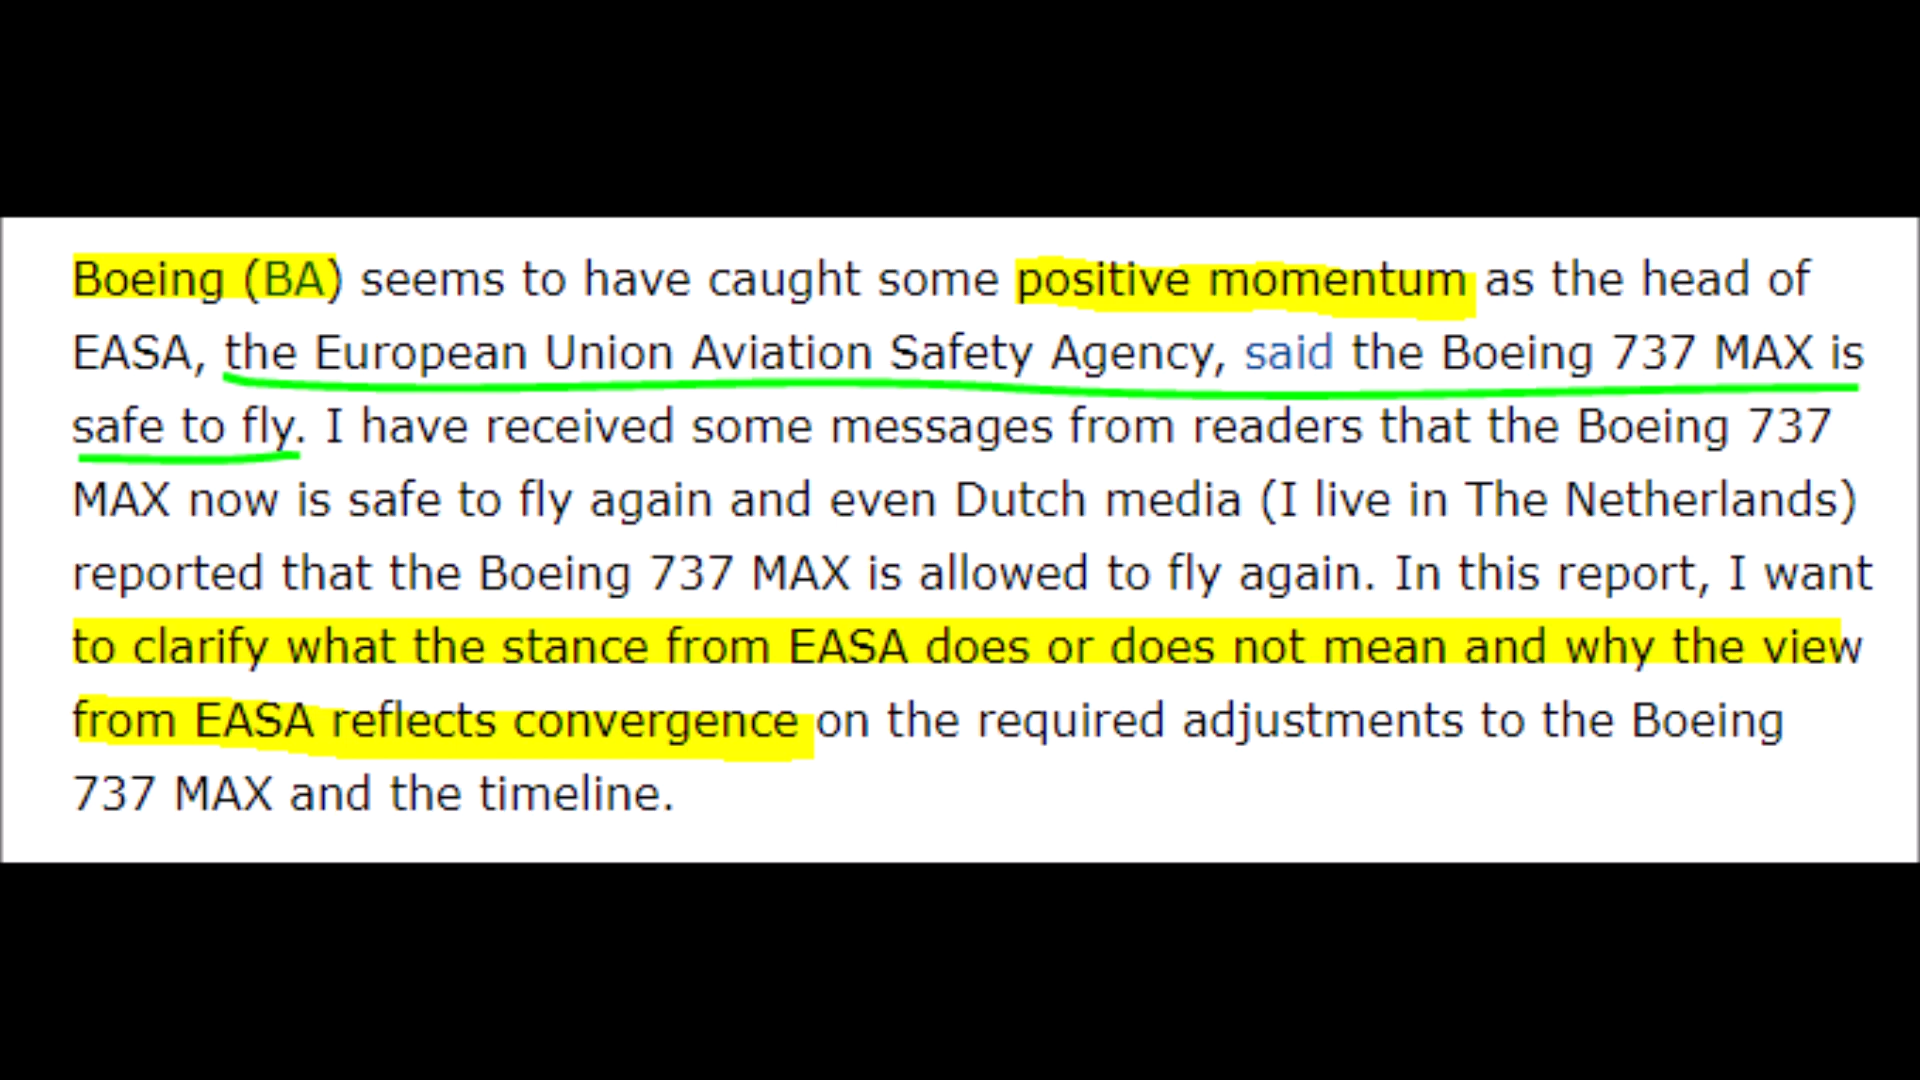 Boeing (BA) seems to have caught some positive momentum as the head of
EASA, the European Union Aviation Safety Agency, said the Boeing 737 MAX is
safe to fly. I have received some messages from readers that the Boeing 737
MAX now is safe to fly again and even Dutch media (I live in The Netherlands)
reported that the Boeing 737 MAX is allowed to fly again. In this report, I want
to clarify what the stance from EASA does or does not mean and why the view
from EASA reflects convergence on the required adjustments to the Boeing
737 MAX and the timeline.